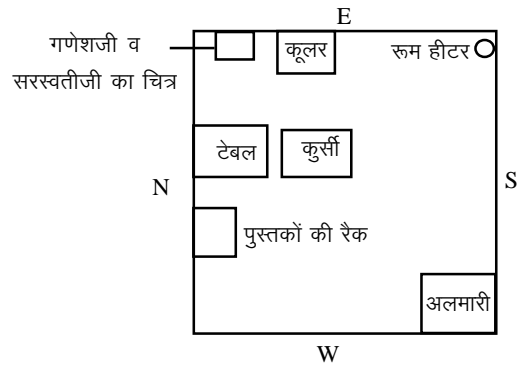 E
गणेशजी व
सरस्वतीजी का चित्र
कूलर
रूम हीटर
टेबल
कुर्सी
N
S
पुस्तकों की रैक
अलमारी
W